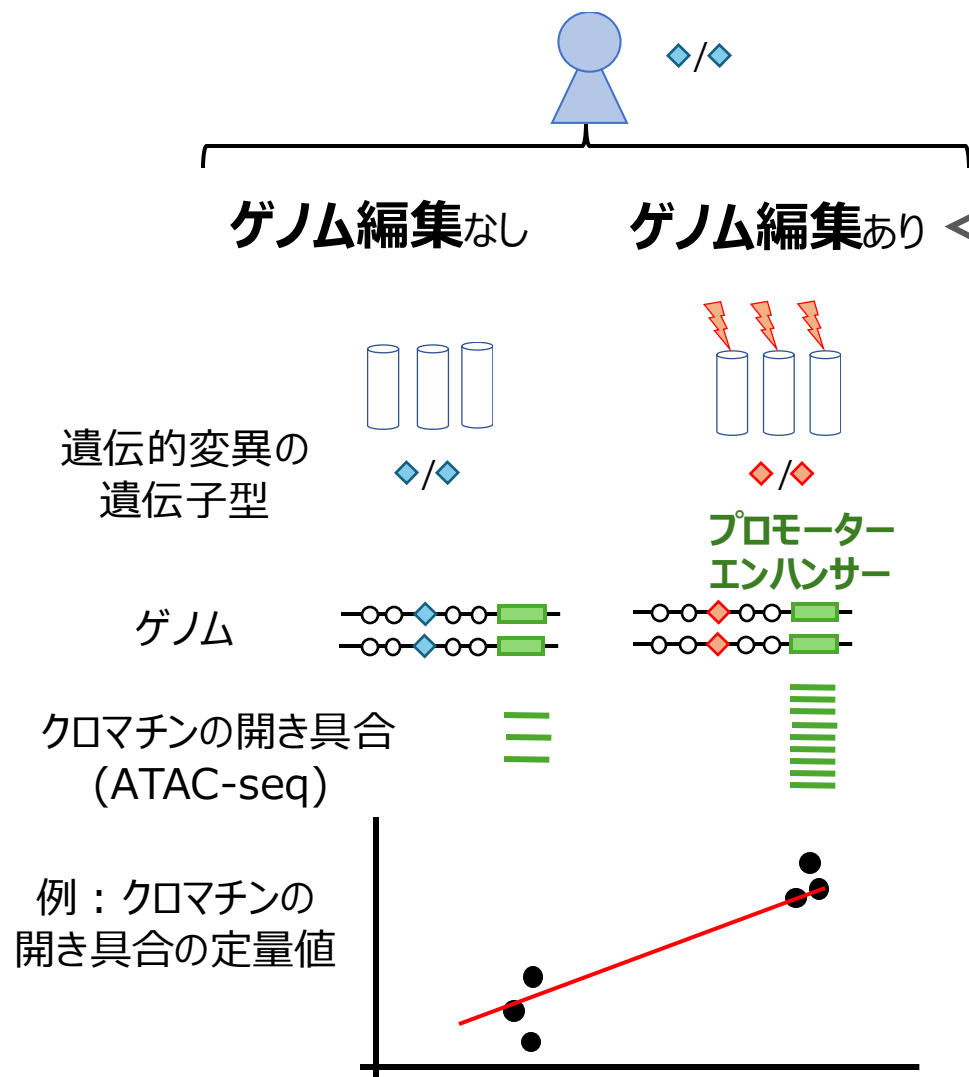 /
ゲノム編集なし
ゲノム編集あり
遺伝的変異の
遺伝子型
/
/
プロモーター
エンハンサー
ゲノム
クロマチンの開き具合
(ATAC-seq)
例：クロマチンの
開き具合の定量値